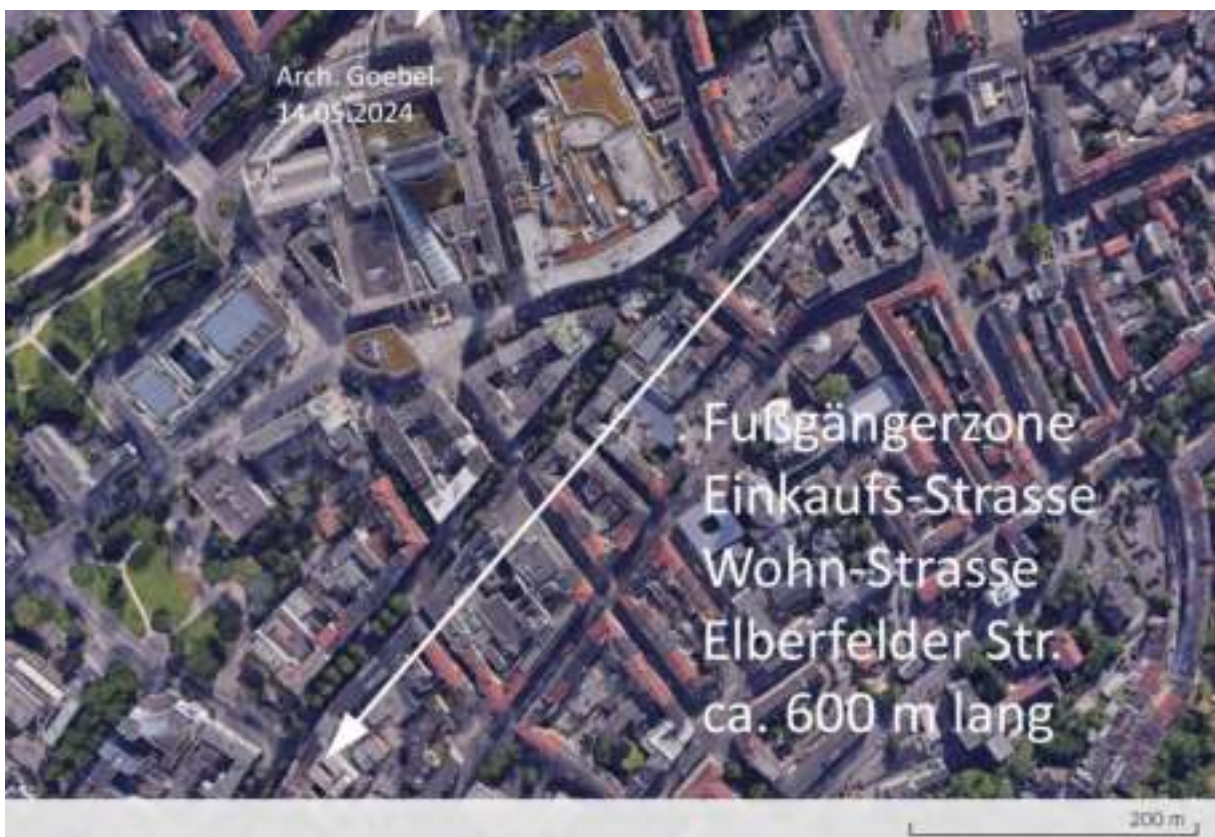 Arch. Goebel
14.05.2024
Fußgängerzone
Einkaufs-Strasse
Wohn-Strasse
Elberfelder Str.
ca. 600 m lang
200 m